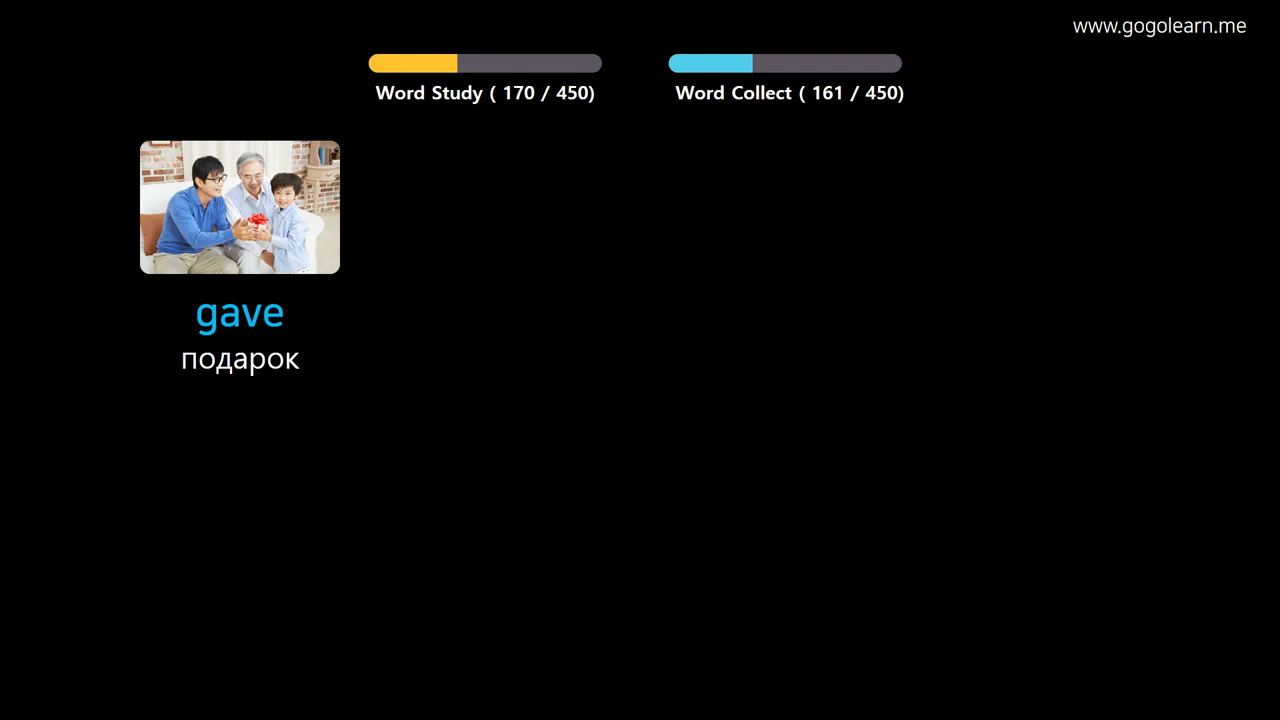 www.gogolearn.me
Word Study ( 170 / 450)
Word Collect ( 161 / 450)
gave
подарок